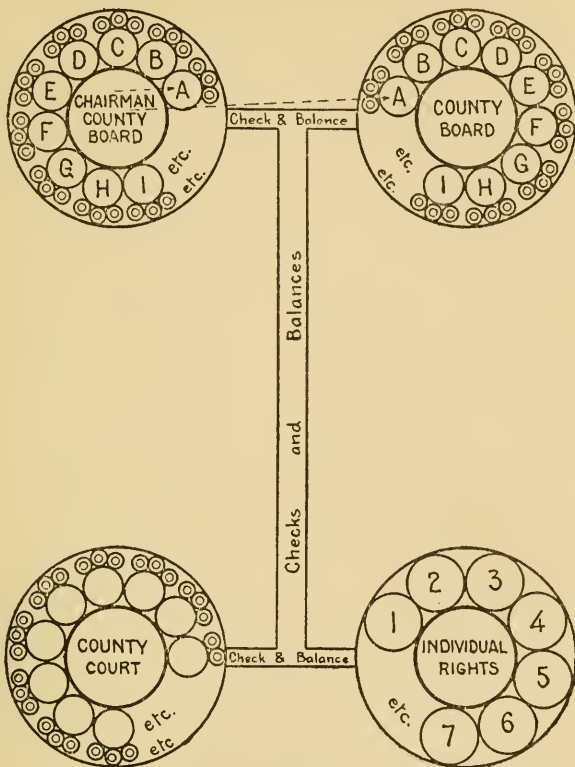 C
D
B
E
A
CHAIRMAN
COUNTY
BOARD
F
G
H
I
etc.
etc.
Check & Balance
C
B
D
A
E
COUNTY
BOARD
F
G
H
I
etc.
etc.
Checks and Balances
COUNTY
COURT
etc.
etc
Check & Balance
2
3
1
4
INDIVIDUAL
RIGHTS
5
6
7
etc.